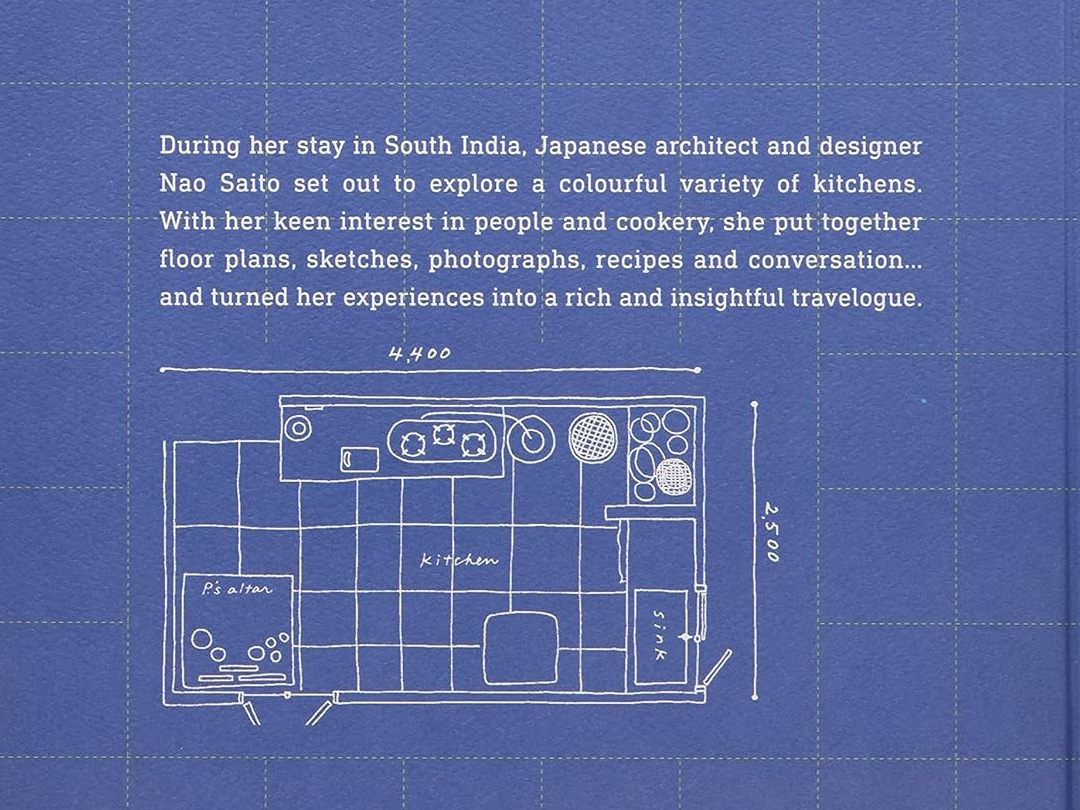 During her stay in South India, Japanese architect and designer
Nao Saito set out to explore a colourful variety of kitchens.
With her keen interest in people and cookery, she put together
floor plans, sketches, photographs, recipes and conversation...
and turned her experiences into a rich and insightful travelogue.
4,400
2,500
kitchen
P.'s altar
sink